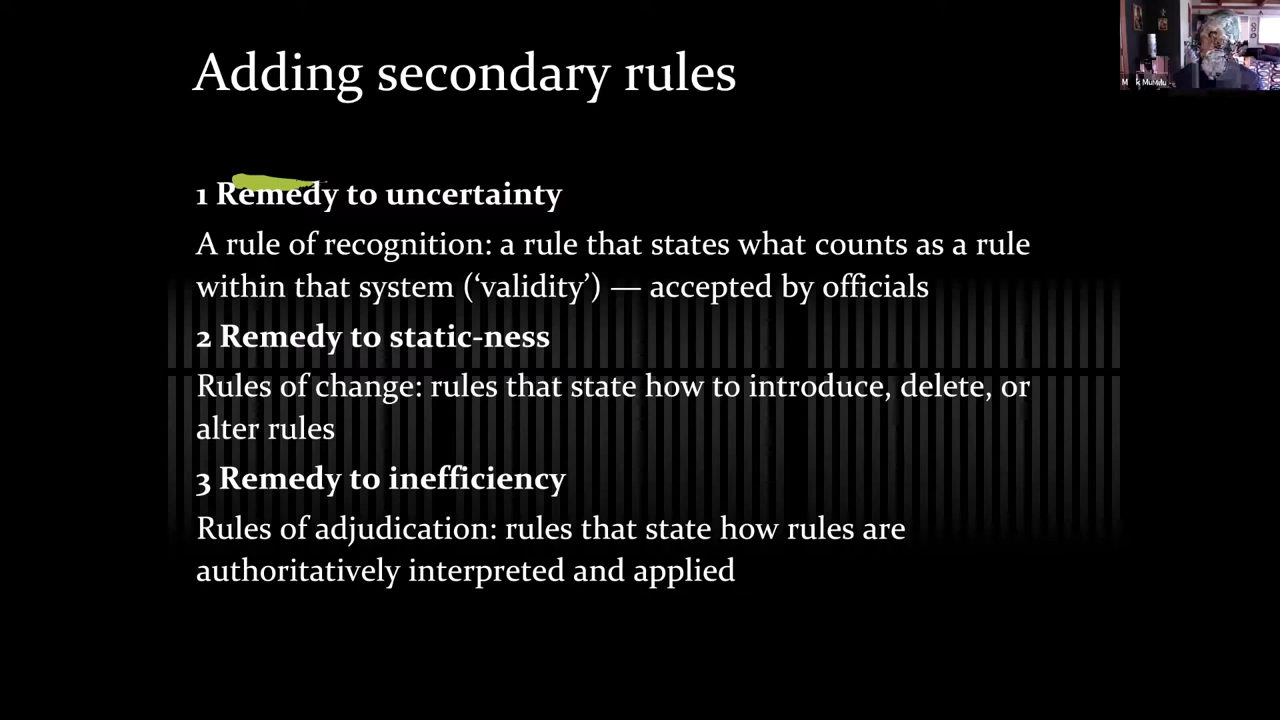 Adding secondary rules
1 Remedy to uncertainty
A rule of recognition: a rule that states what counts as a rule
within that system (‘validity’) — accepted by officials
2 Remedy to static-ness
Rules of change: rules that state how to introduce, delete, or
alter rules
3 Remedy to inefficiency
Rules of adjudication: rules that state how rules are
authoritatively interpreted and applied